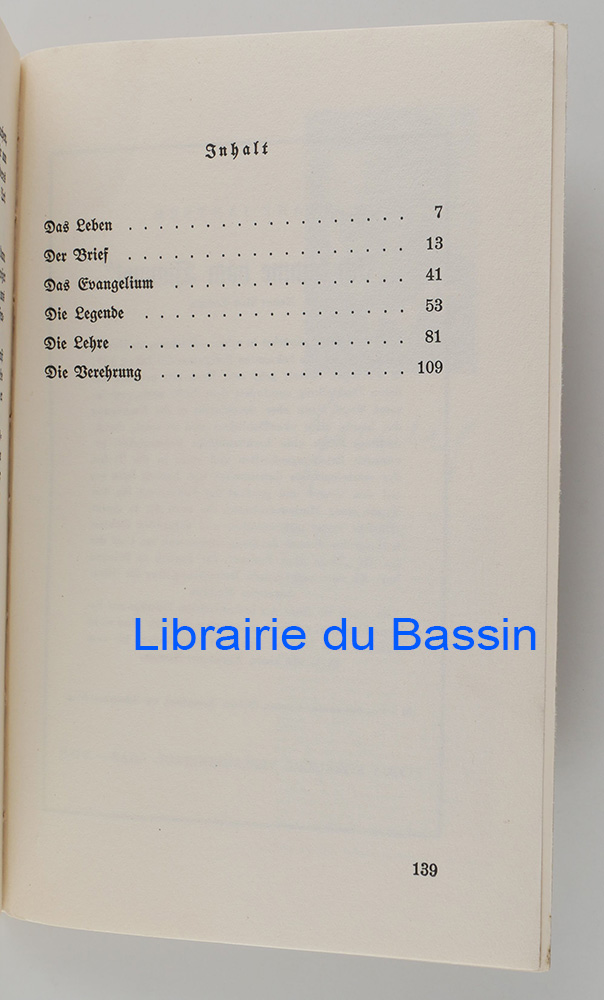 Inhalt
Das Leben . . . . . . . . . . . . . . . . . . 7
Der Brief . . . . . . . . . . . . . . . . . . 13
Das Evangelium . . . . . . . . . . . . . . . 41
Die Legende . . . . . . . . . . . . . . . . . 53
Die Lehre . . . . . . . . . . . . . . . . . . 81
Die Verehrung . . . . . . . . . . . . . . . . 109
Librairie du Bassin
139